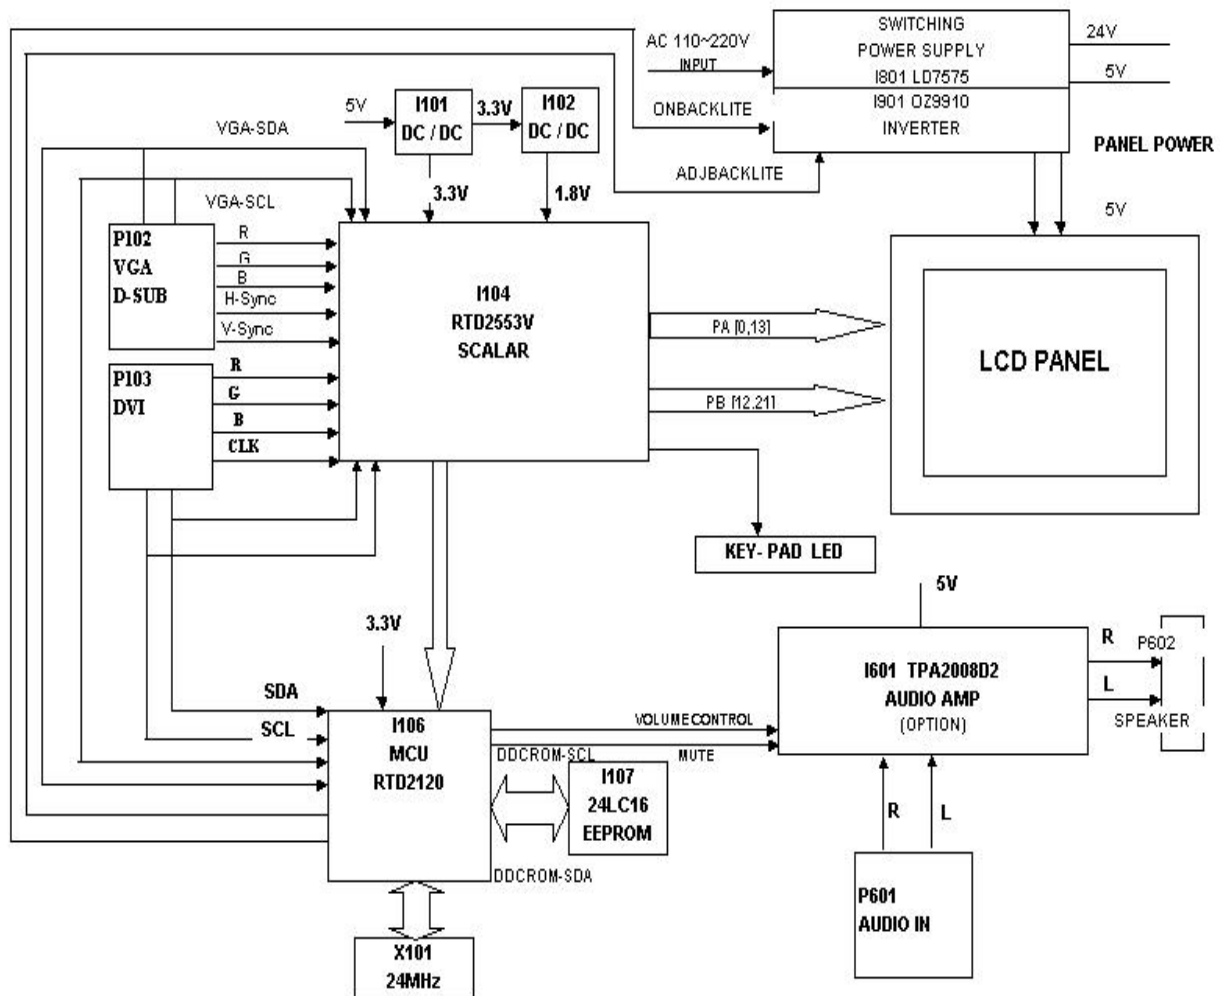 SWITCHING
POWER SUPPLY
I801 LD7575
I901 OZ9910
INVERTER
AC 110~220V
INPUT
24V
5V
ONBACKLITE
ADJBACKLITE
PANEL POWER
5V
5V
I101
DC / DC
3.3V
I102
DC / DC
3.3V
1.8V
VGA-SDA
VGA-SCL
P102
VGA
D-SUB
R
G
B
H-Sync
V-Sync
P103
DVI
R
G
B
CLK
I104
RTD2553V
SCALAR
PA [0,13]
PB [12,21]
LCD PANEL
KEY- PAD LED
5V
3.3V
SDA
SCL
I106
MCU
RTD2120
VOLUME CONTROL
MUTE
DDCROM-SCL
I107
24LC16
EEPROM
DDCROM-SDA
X101
24MHz
I601 TPA2008D2
AUDIO AMP
(OPTION)
R
L
P602
SPEAKER
R
L
P601
AUDIO IN